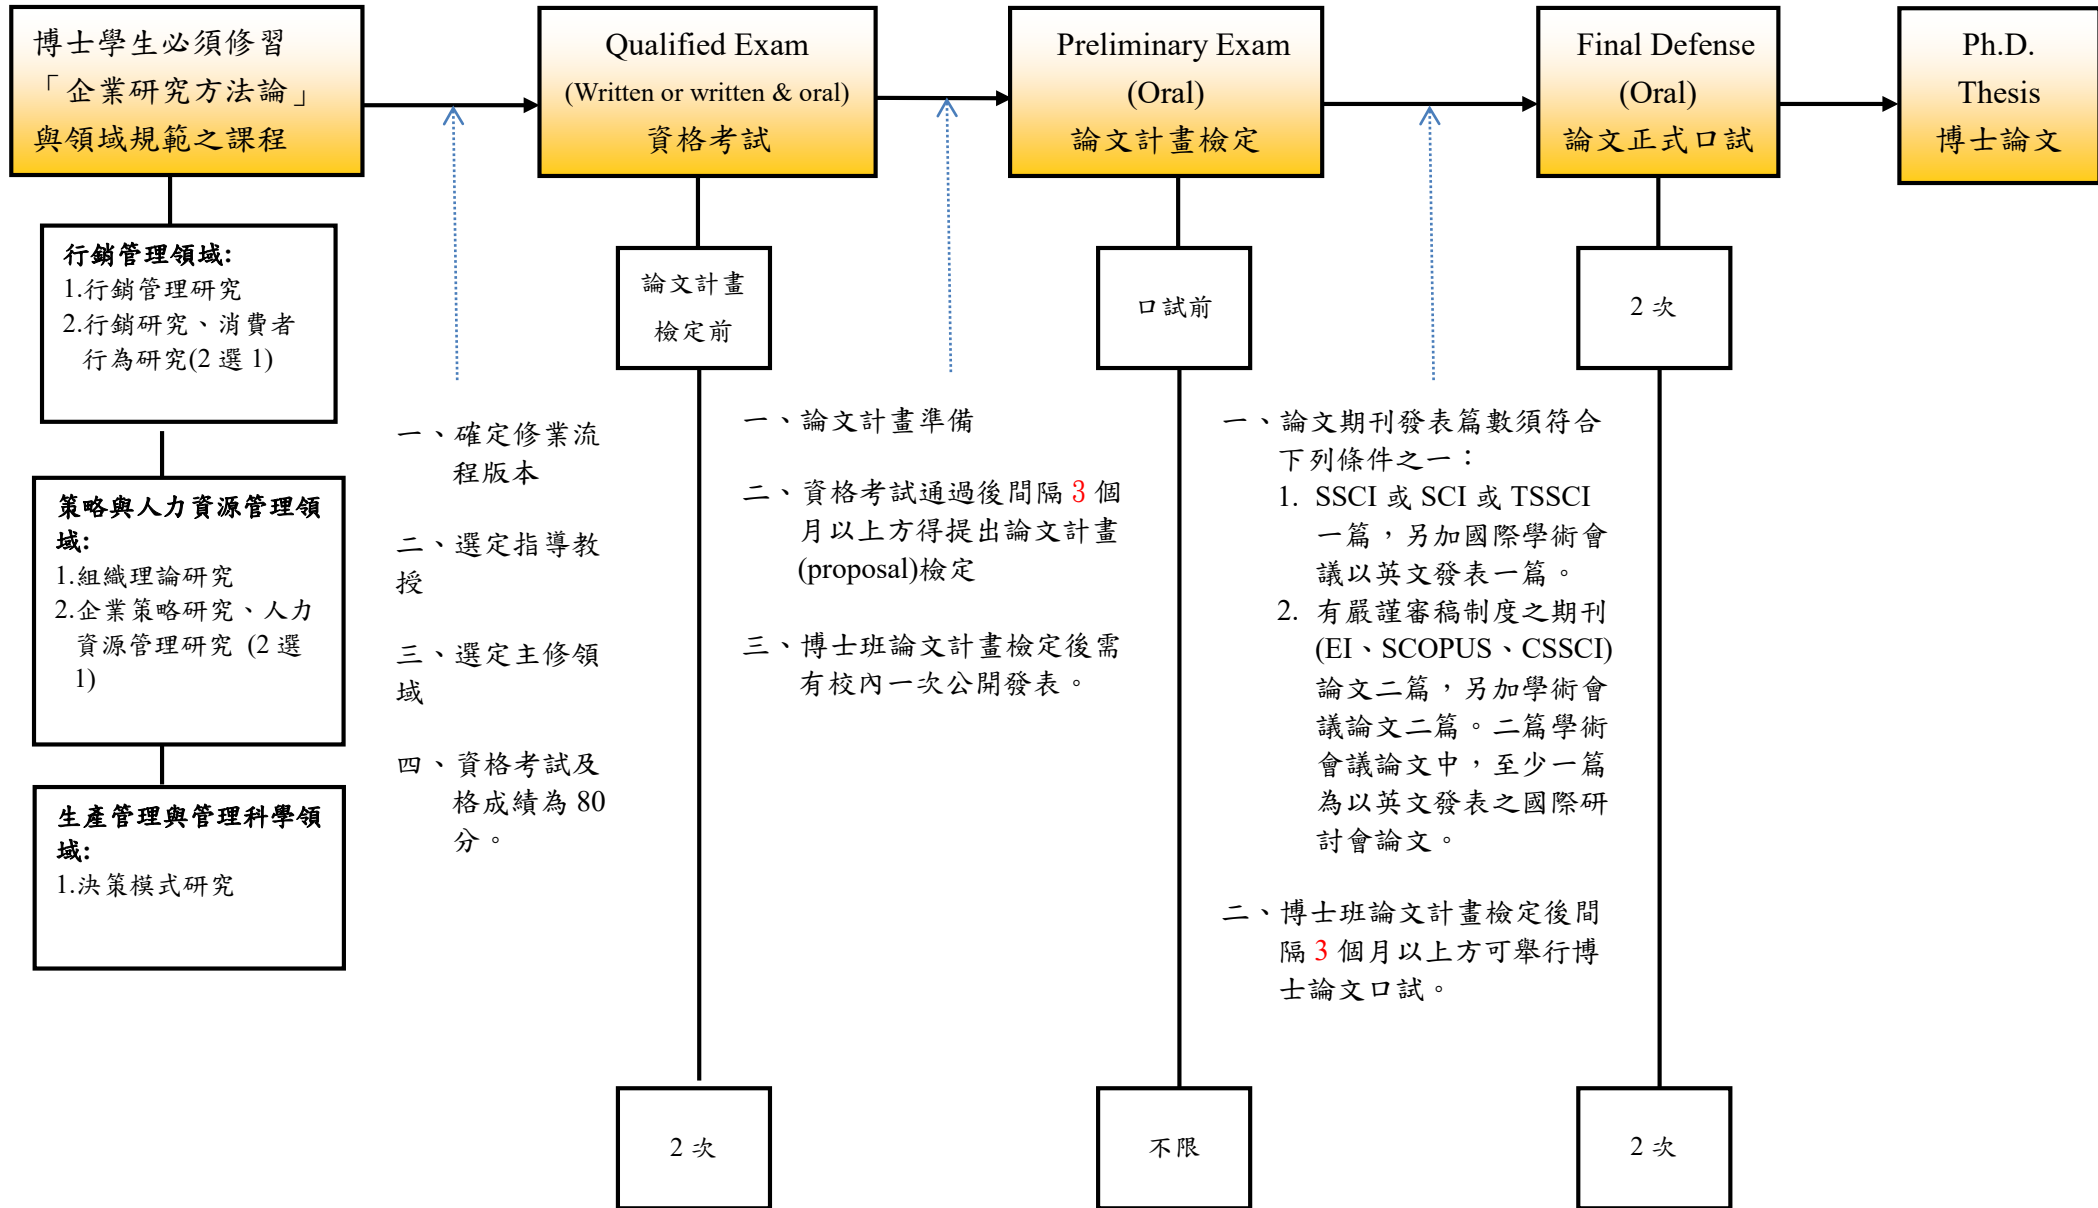 博士學生必須修習
「企業研究方法論」
與領域規範之課程
Qualified Exam
(Written or written & oral)
資格考試
Preliminary Exam
(Oral)
論文計畫檢定
Final Defense
(Oral)
論文正式口試
Ph.D.
Thesis
博士論文
行銷管理領域:
1.行銷管理研究
2.行銷研究、消費者
行為研究(2 選 1)
策略與人力資源管理領
域:
1.組織理論研究
2.企業策略研究、人力
資源管理研究 (2 選
1)
生產管理與管理科學領
域:
1.決策模式研究
一、確定修業流
程版本
二、選定指導教
授
三、選定主修領
域
四、資格考試及
格成績為 80
分。
論文計畫
檢定前
2 次
一、論文計畫準備
二、資格考試通過後間隔 3 個
月以上方得提出論文計畫
(proposal)檢定
三、博士班論文計畫檢定後需
有校內一次公開發表。
口試前
不限
一、論文期刊發表篇數須符合
下列條件之一：
1. SSCI 或 SCI 或 TSSCI
一篇，另加國際學術會
議以英文發表一篇。
2. 有嚴謹審稿制度之期刊
(EI、SCOPUS、CSSCI)
論文二篇，另加學術會
議論文二篇。二篇學術
會議論文中，至少一篇
為以英文發表之國際研
討會論文。
二、博士班論文計畫檢定後間
隔 3 個月以上方可舉行博
士論文口試。
2 次
2 次